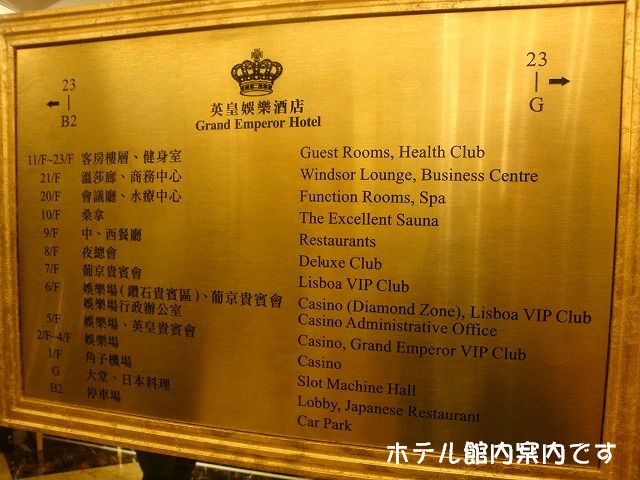 23
B2
23
G
英皇娛樂酒店
Grand Emperor Hotel
11/F~23/F 客房樓層、健身室 Guest Rooms, Health Club
21/F 溫莎廊、商務中心 Windsor Lounge, Business Centre
20/F 會議廳、水療中心 Function Rooms, Spa
10/F 桑拿 The Excellent Sauna
9/F 中、西餐廳 Restaurants
8/F 夜總會 Deluxe Club
7/F 葡京貴賓會 Lisboa VIP Club
6/F 娛樂場(鑽石貴賓區)、葡京貴賓會 Casino (Diamond Zone), Lisboa VIP Club
娛樂場行政辦公室 Casino Administrative Office
5/F 娛樂場、英皇貴賓會 Casino, Grand Emperor VIP Club
2/F~4/F 娛樂場 Casino
1/F 角子機場 Slot Machine Hall
G 大堂、日本料理 Lobby, Japanese Restaurant
B2 停車場 Car Park
ホテル館内案内です